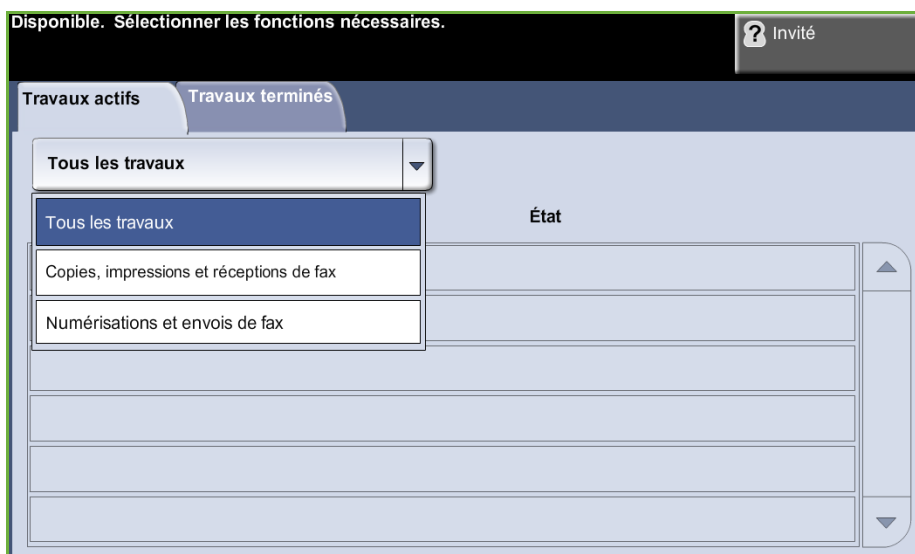 Disponible. Sélectionner les fonctions nécessaires.
? Invité
Travaux actifs
Travaux terminés
Tous les travaux
Tous les travaux
État
Copies, impressions et réceptions de fax
Numérisations et envois de fax